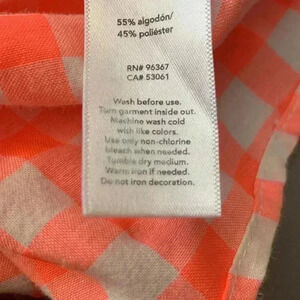 55% algodón/
45% poliéster
RN# 96367
CA# 53061
Wash before use.
Turn garment inside out.
Machine wash cold
wish like colors.
Use only non-chlorine
bleach when needed.
Tumble dry medium.
Warm iron if needed.
Do not iron decoration.